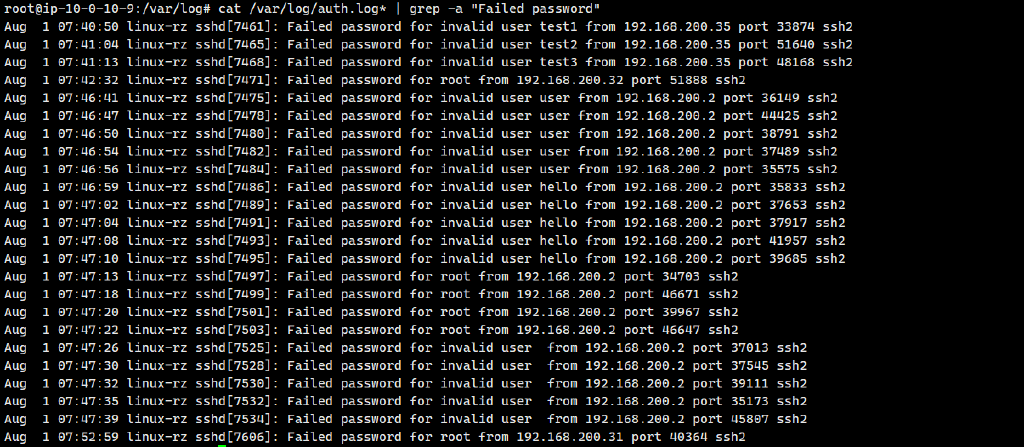 root@ip-10-0-10-9:/var/log# cat /var/log/auth.log* | grep -a "Failed password"
Aug  1 07:40:50 linux-rz sshd[7461]: Failed password for invalid user test1 from 192.168.200.35 port 33874 ssh2
Aug  1 07:41:04 linux-rz sshd[7465]: Failed password for invalid user test2 from 192.168.200.35 port 51640 ssh2
Aug  1 07:41:13 linux-rz sshd[7468]: Failed password for invalid user test3 from 192.168.200.35 port 48168 ssh2
Aug  1 07:42:32 linux-rz sshd[7471]: Failed password for root from 192.168.200.32 port 51888 ssh2
Aug  1 07:46:41 linux-rz sshd[7475]: Failed password for invalid user user from 192.168.200.2 port 36149 ssh2
Aug  1 07:46:47 linux-rz sshd[7478]: Failed password for invalid user user from 192.168.200.2 port 44425 ssh2
Aug  1 07:46:50 linux-rz sshd[7480]: Failed password for invalid user user from 192.168.200.2 port 38791 ssh2
Aug  1 07:46:54 linux-rz sshd[7482]: Failed password for invalid user user from 192.168.200.2 port 37489 ssh2
Aug  1 07:46:56 linux-rz sshd[7484]: Failed password for invalid user user from 192.168.200.2 port 35575 ssh2
Aug  1 07:46:59 linux-rz sshd[7486]: Failed password for invalid user hello from 192.168.200.2 port 35833 ssh2
Aug  1 07:47:02 linux-rz sshd[7489]: Failed password for invalid user hello from 192.168.200.2 port 37653 ssh2
Aug  1 07:47:04 linux-rz sshd[7491]: Failed password for invalid user hello from 192.168.200.2 port 37917 ssh2
Aug  1 07:47:08 linux-rz sshd[7493]: Failed password for invalid user hello from 192.168.200.2 port 41957 ssh2
Aug  1 07:47:10 linux-rz sshd[7495]: Failed password for invalid user hello from 192.168.200.2 port 39685 ssh2
Aug  1 07:47:13 linux-rz sshd[7497]: Failed password for root from 192.168.200.2 port 34703 ssh2
Aug  1 07:47:18 linux-rz sshd[7499]: Failed password for root from 192.168.200.2 port 46671 ssh2
Aug  1 07:47:20 linux-rz sshd[7501]: Failed password for root from 192.168.200.2 port 39967 ssh2
Aug  1 07:47:22 linux-rz sshd[7503]: Failed password for root from 192.168.200.2 port 46647 ssh2
Aug  1 07:47:26 linux-rz sshd[7525]: Failed password for invalid user  from 192.168.200.2 port 37013 ssh2
Aug  1 07:47:30 linux-rz sshd[7528]: Failed password for invalid user  from 192.168.200.2 port 37545 ssh2
Aug  1 07:47:32 linux-rz sshd[7530]: Failed password for invalid user  from 192.168.200.2 port 39111 ssh2
Aug  1 07:47:35 linux-rz sshd[7532]: Failed password for invalid user  from 192.168.200.2 port 35173 ssh2
Aug  1 07:47:39 linux-rz sshd[7534]: Failed password for invalid user  from 192.168.200.2 port 45807 ssh2
Aug  1 07:52:59 linux-rz sshd[7606]: Failed password for root from 192.168.200.31 port 40364 ssh2